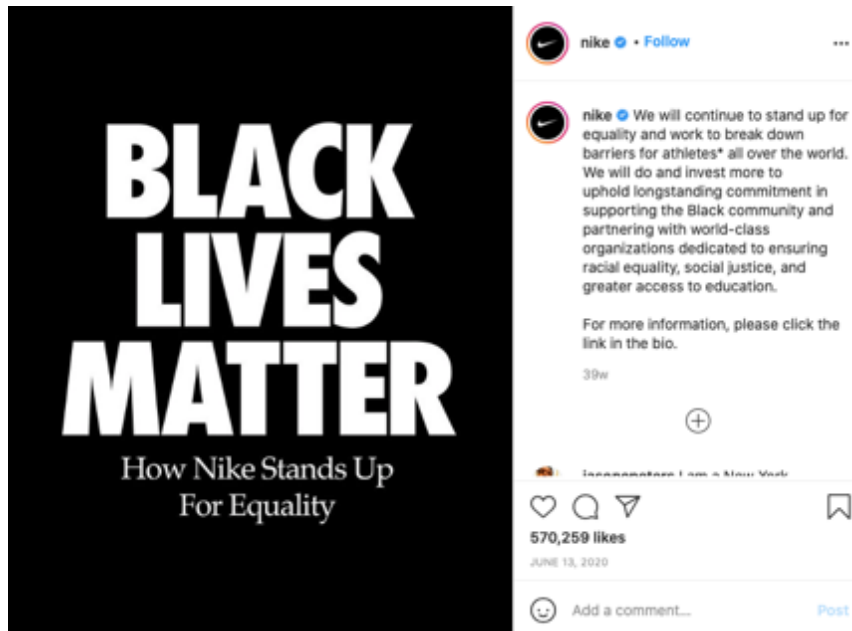 BLACK
LIVES
MATTER
How Nike Stands Up
For Equality
nike • Follow
nike We will continue to stand up for
equality and work to break down
barriers for athletes* all over the world.
We will do and invest more to
uphold longstanding commitment in
supporting the Black community and
partnering with world-class
organizations dedicated to ensuring
racial equality, social justice, and
greater access to education.
For more information, please click the
link in the bio.
39w
I am a New York
570,259 likes
JUNE 13, 2020
Add a comment...
Post